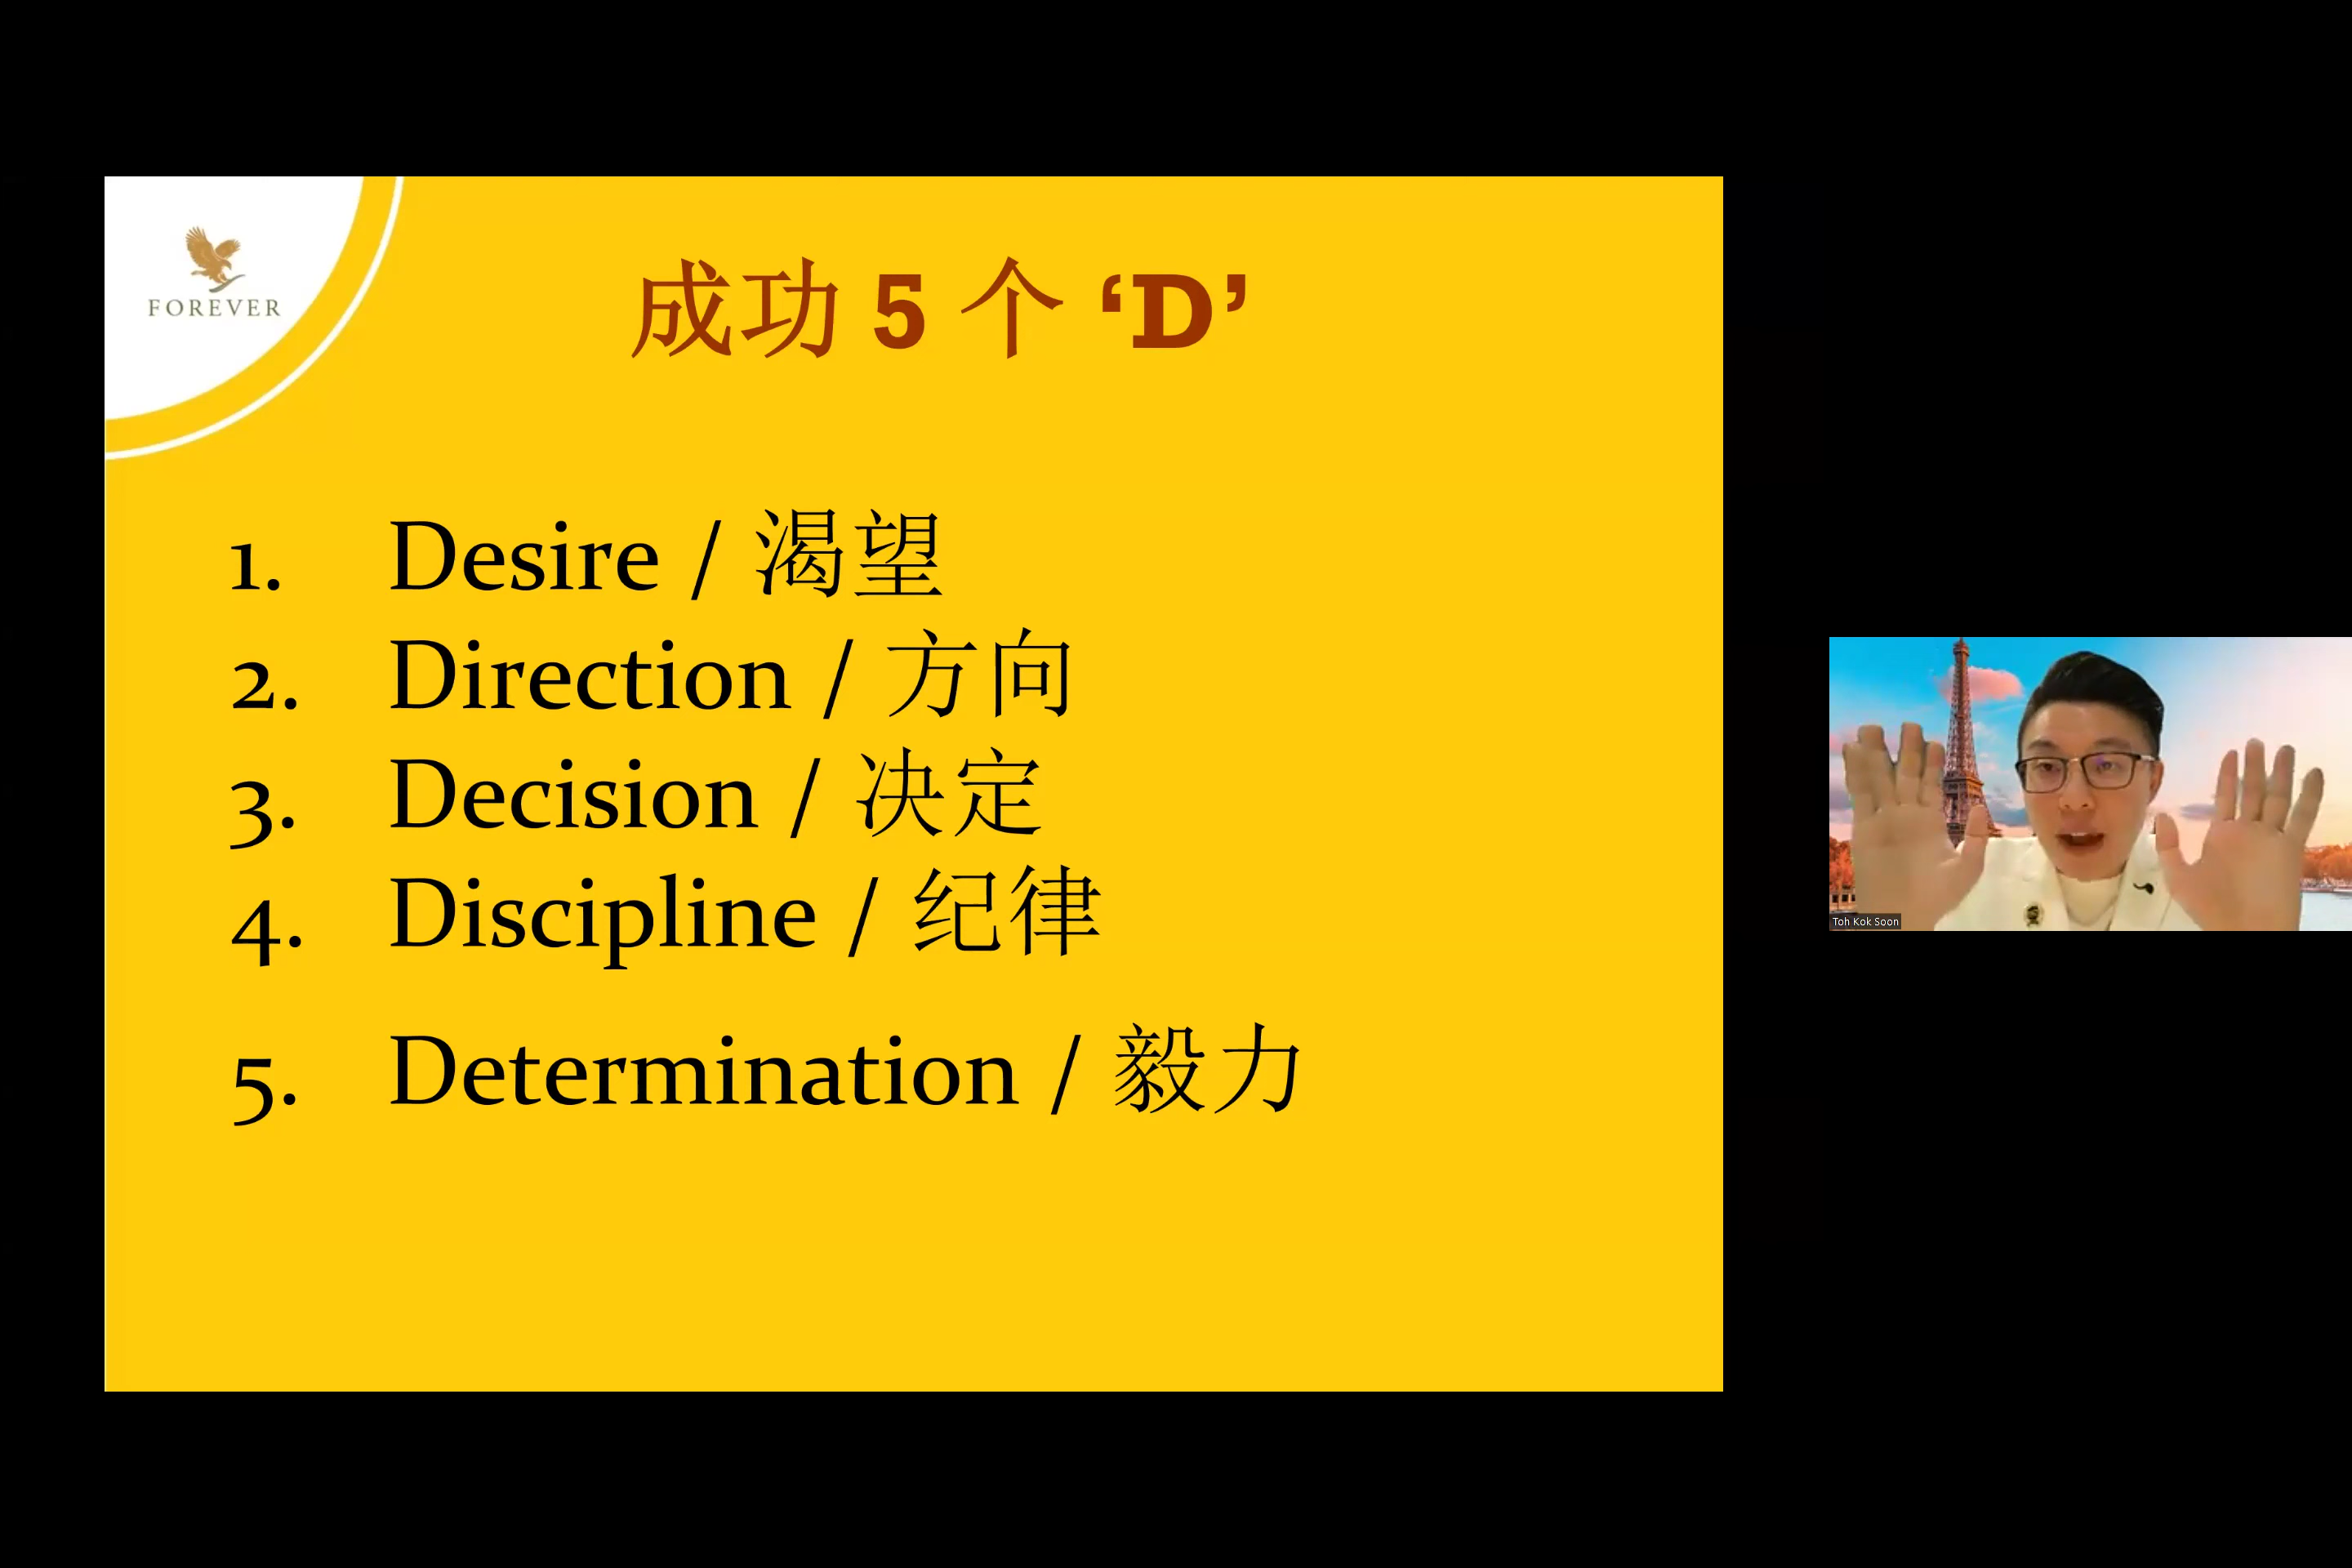 FOREVER
成功 5 个 ‘D’
1. Desire / 渴望
2. Direction / 方向
3. Decision / 决定
4. Discipline / 纪律
5. Determination / 毅力
Toh Kok Soon